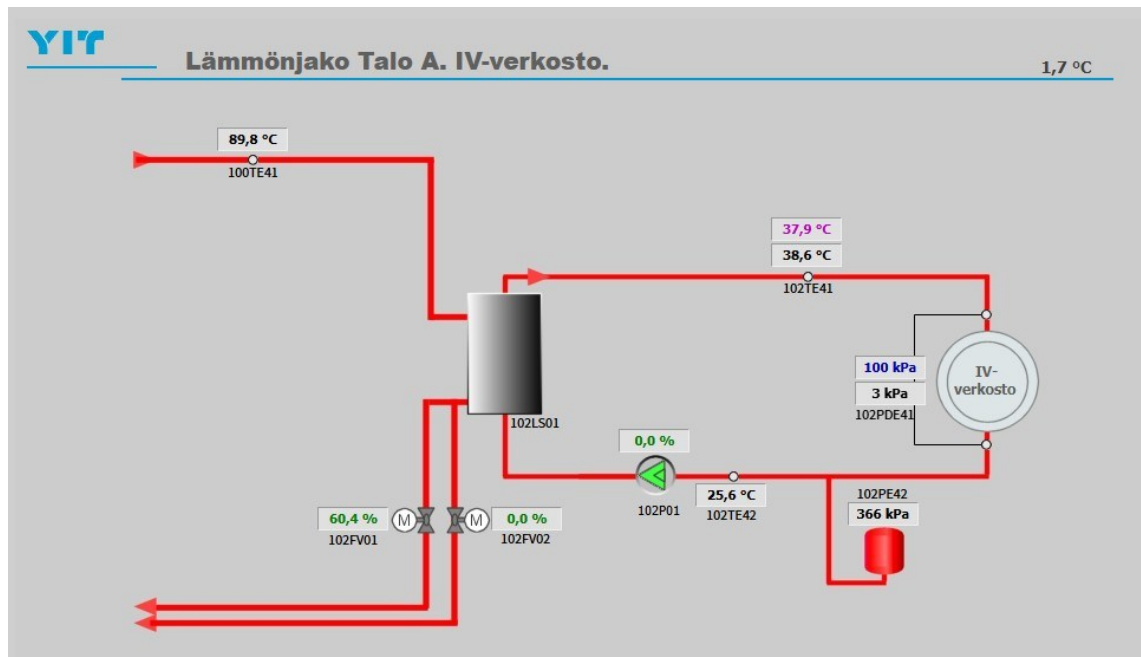 YIT
Lämmönjako Talo A. IV-verkosto.
1,7 °C
89,8 °C
100TE41
37,9 °C
38,6 °C
102TE41
100 kPa
3 kPa
102PDE41
IV-
verkosto
102LS01
0,0 %
102P01
25,6 °C
102TE42
102PE42
366 kPa
60,4 %
M
102FV01
M
0,0 %
102FV02